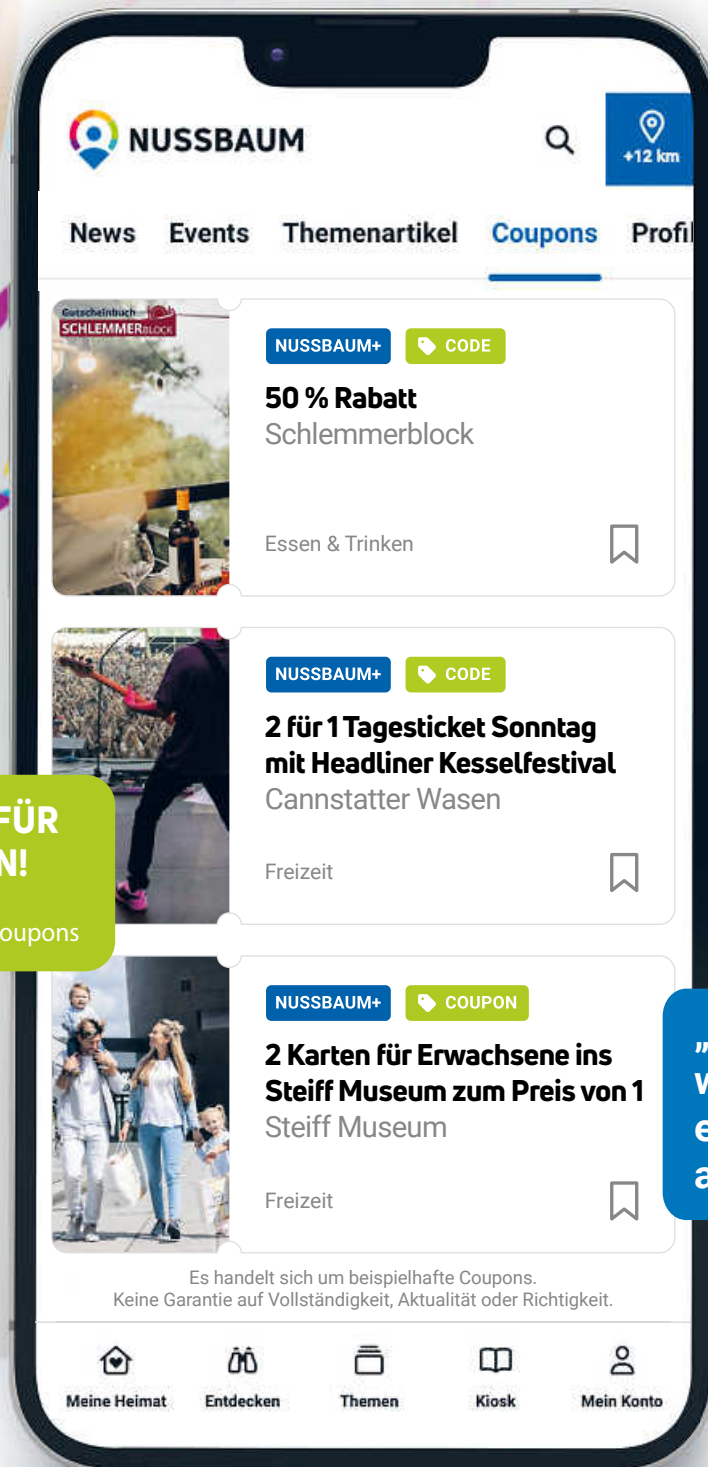 NUSSBAUM
+12 km
News Events Themenartikel Coupons Profil
Gutscheinbuch
SCHLEMMERBLOCK
NUSSBAUM+ CODE
50 % Rabatt
Schlemmerblock
Essen & Trinken
NUSSBAUM+ CODE
2 für 1 Tagesticket Sonntag
mit Headliner Kesselfestival
Cannstatter Wasen
Freizeit
FÜR
N!
oupons
NUSSBAUM+ COUPON
2 Karten für Erwachsene ins
Steiff Museum zum Preis von 1
Steiff Museum
Freizeit
Es handelt sich um beispielhafte Coupons.
Keine Garantie auf Vollständigkeit, Aktualität oder Richtigkeit.
Meine Heimat Entdecken Themen Kiosk Mein Konto